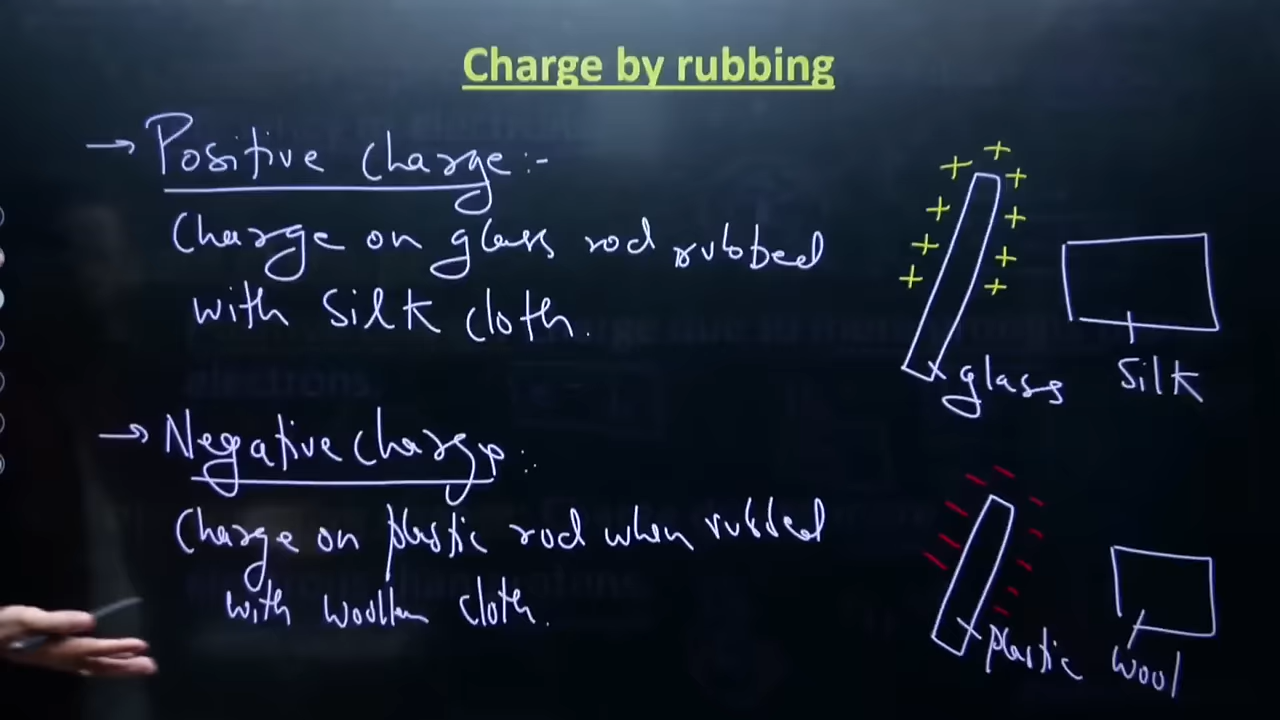 Charge by rubbing
→ Positive charge :-
Charge on glass rod rubbed
with Silk cloth.
glass
Silk
→ Negative charge :
Charge on plastic rod when rubbed
with woollen cloth.
plastic
wool